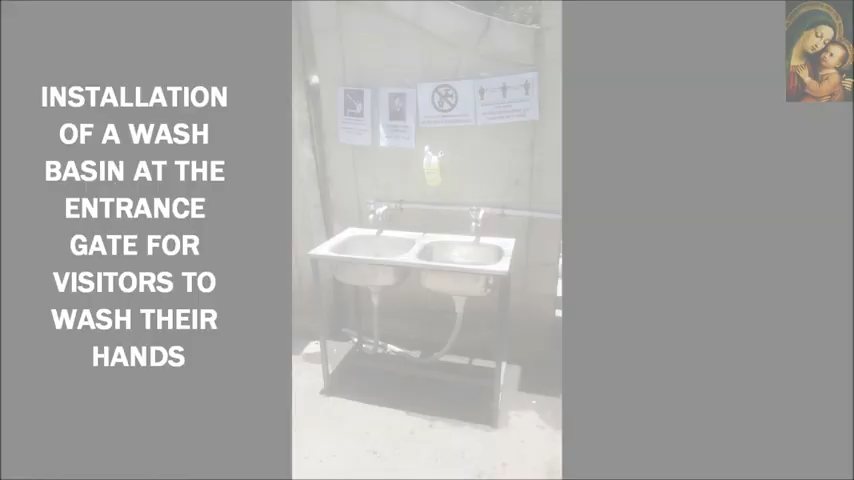 INSTALLATION
OF A WASH
BASIN AT THE
ENTRANCE
GATE FOR
VISITORS TO
WASH THEIR
HANDS